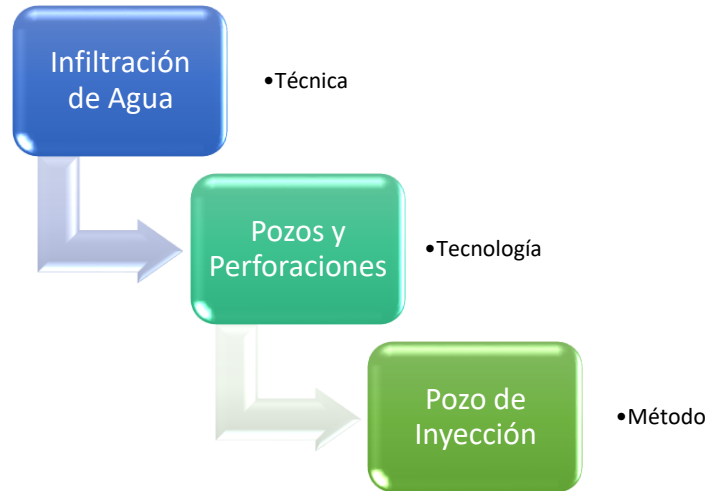 Infiltración
de Agua
•Técnica
Pozos y
Perforaciones
•Tecnología
Pozo de
Inyección
•Método